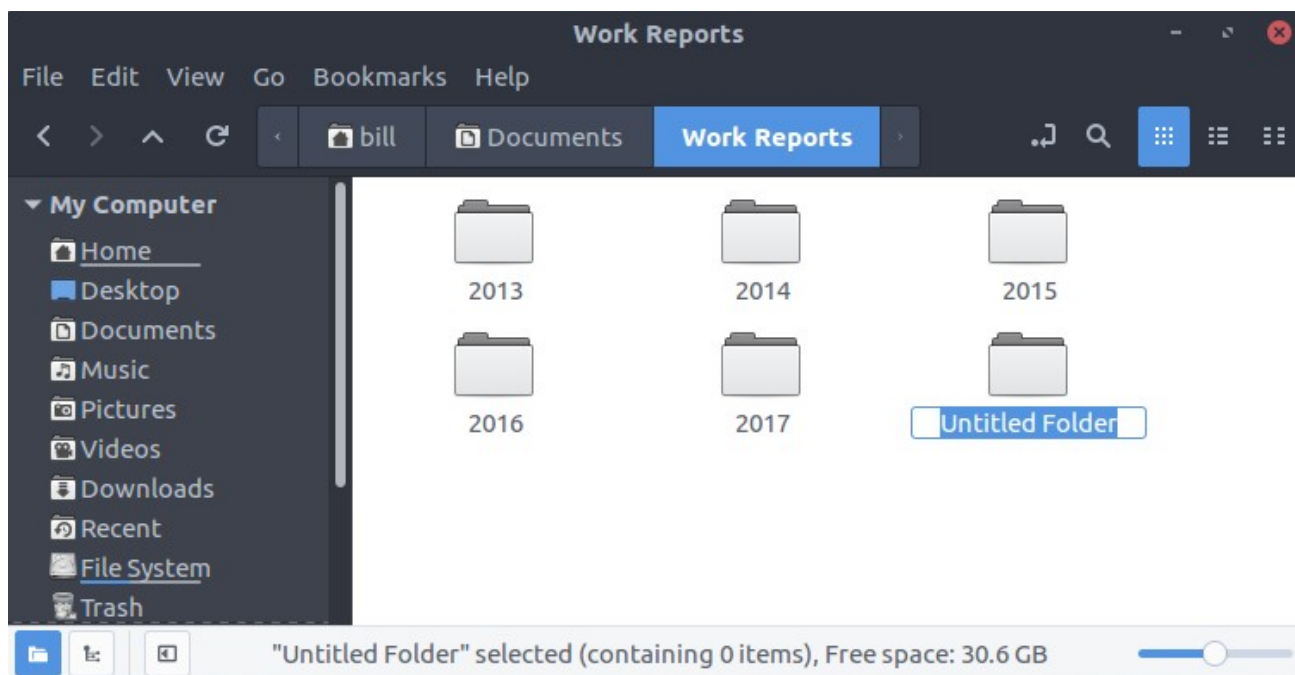 Work Reports
File Edit View Go Bookmarks Help
bill Documents Work Reports
My Computer
Home
Desktop
Documents
Music
Pictures
Videos
Downloads
Recent
File System
Trash
2013 2014 2015
2016 2017 Untitled Folder
"Untitled Folder" selected (containing 0 items), Free space: 30.6 GB